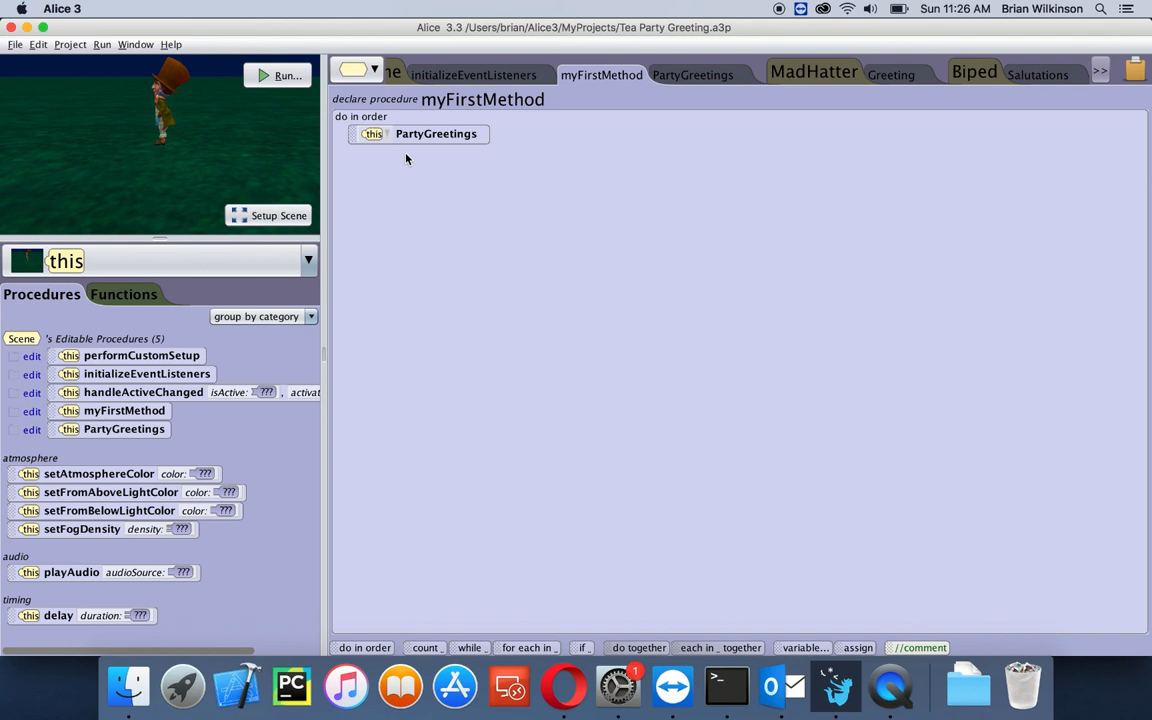 Alice 3
Sun 11:26 AM
Brian Wilkinson
Alice 3.3 /Users/brian/Alice3/MyProjects/Tea Party Greeting.a3p
File Edit Project Run Window Help
Run...
Setup Scene
ne initializeEventListeners myFirstMethod PartyGreetings MadHatter Greeting Biped Salutations >>
declare procedure myFirstMethod
do in order
this PartyGreetings
this
Procedures Functions
group by category
Scene 's Editable Procedures (5)
edit this performCustomSetup
edit this initializeEventListeners
edit this handleActiveChanged isActive: ??? , activat
edit this myFirstMethod
edit this PartyGreetings
atmosphere
this setAtmosphereColor color: ???
this setFromAboveLightColor color: ???
this setFromBelowLightColor color: ???
this setFogDensity density: ???
audio
this playAudio audioSource: ???
timing
this delay duration: ???
do in order count _ while _ for each in _ if _ do together each in _ together variable... assign //comment
PC
1
>_